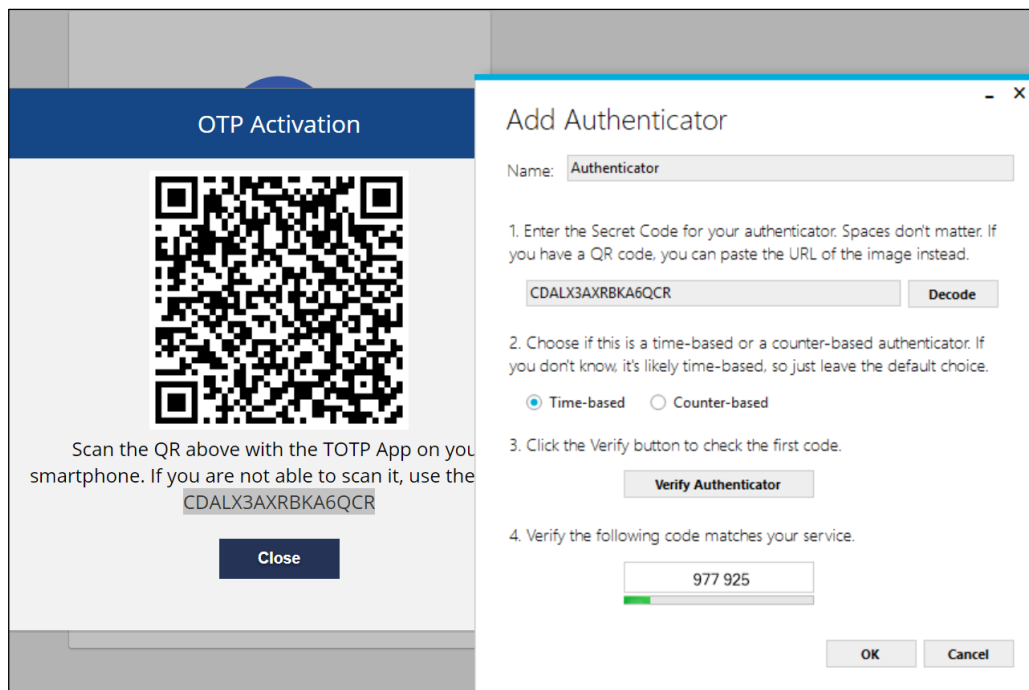 OTP Activation
Scan the QR above with the TOTP App on you
smartphone. If you are not able to scan it, use the
CDALX3AXRBKA6QCR
Close
Add Authenticator
Name: Authenticator
1. Enter the Secret Code for your authenticator. Spaces don't matter. If
you have a QR code, you can paste the URL of the image instead.
CDALX3AXRBKA6QCR Decode
2. Choose if this is a time-based or a counter-based authenticator. If
you don't know, it's likely time-based, so just leave the default choice.
Time-based Counter-based
3. Click the Verify button to check the first code.
Verify Authenticator
4. Verify the following code matches your service.
977 925
OK Cancel